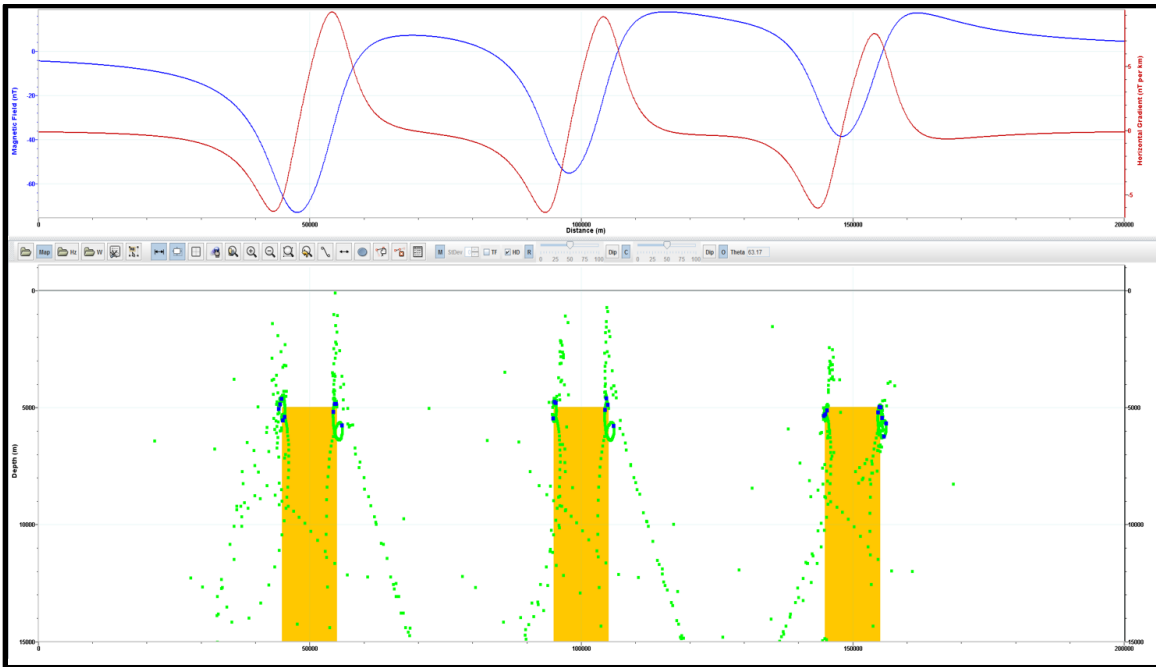 Magnetic Field (nT)
0
-20
-40
-60
Horizontal Gradient (nT per km)
-5
0
-5
0
50000
100000
150000
200000
Distance (m)
Map
Hz
W
M
StDev
TF
HD
R
0 25 50 75 100
Dip
C
0 25 50 75 100
Dip
O
Theta
63.17
Depth (m)
0
5000
10000
15000
0
5000
10000
15000
0
50000
100000
150000
200000